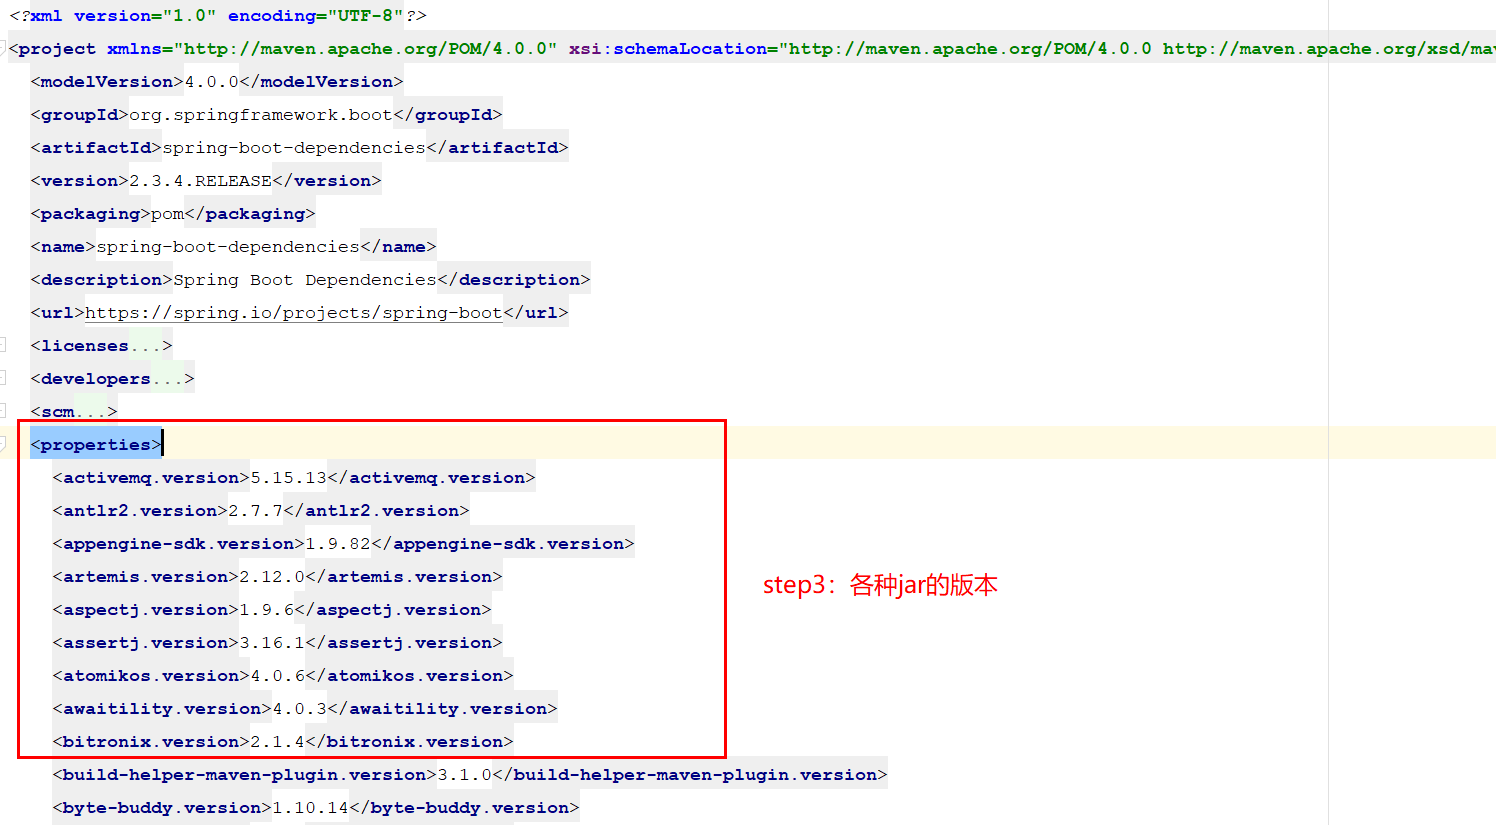 <?xml version="1.0" encoding="UTF-8"?>
<project xmlns="http://maven.apache.org/POM/4.0.0" xsi:schemaLocation="http://maven.apache.org/POM/4.0.0 http://maven.apache.org/xsd/mav
<modelVersion>4.0.0</modelVersion>
<groupId>org.springframework.boot</groupId>
<artifactId>spring-boot-dependencies</artifactId>
<version>2.3.4.RELEASE</version>
<packaging>pom</packaging>
<name>spring-boot-dependencies</name>
<description>Spring Boot Dependencies</description>
<url>https://spring.io/projects/spring-boot</url>
<licenses...>
<developers...>
<scm...>
<properties>
<activemq.version>5.15.13</activemq.version>
<antlr2.version>2.7.7</antlr2.version>
<appengine-sdk.version>1.9.82</appengine-sdk.version>
<artemis.version>2.12.0</artemis.version>
<aspectj.version>1.9.6</aspectj.version>
<assertj.version>3.16.1</assertj.version>
<atomikos.version>4.0.6</atomikos.version>
<awaitility.version>4.0.3</awaitility.version>
<bitronix.version>2.1.4</bitronix.version>
<build-helper-maven-plugin.version>3.1.0</build-helper-maven-plugin.version>
<byte-buddy.version>1.10.14</byte-buddy.version>
step3：各种jar的版本